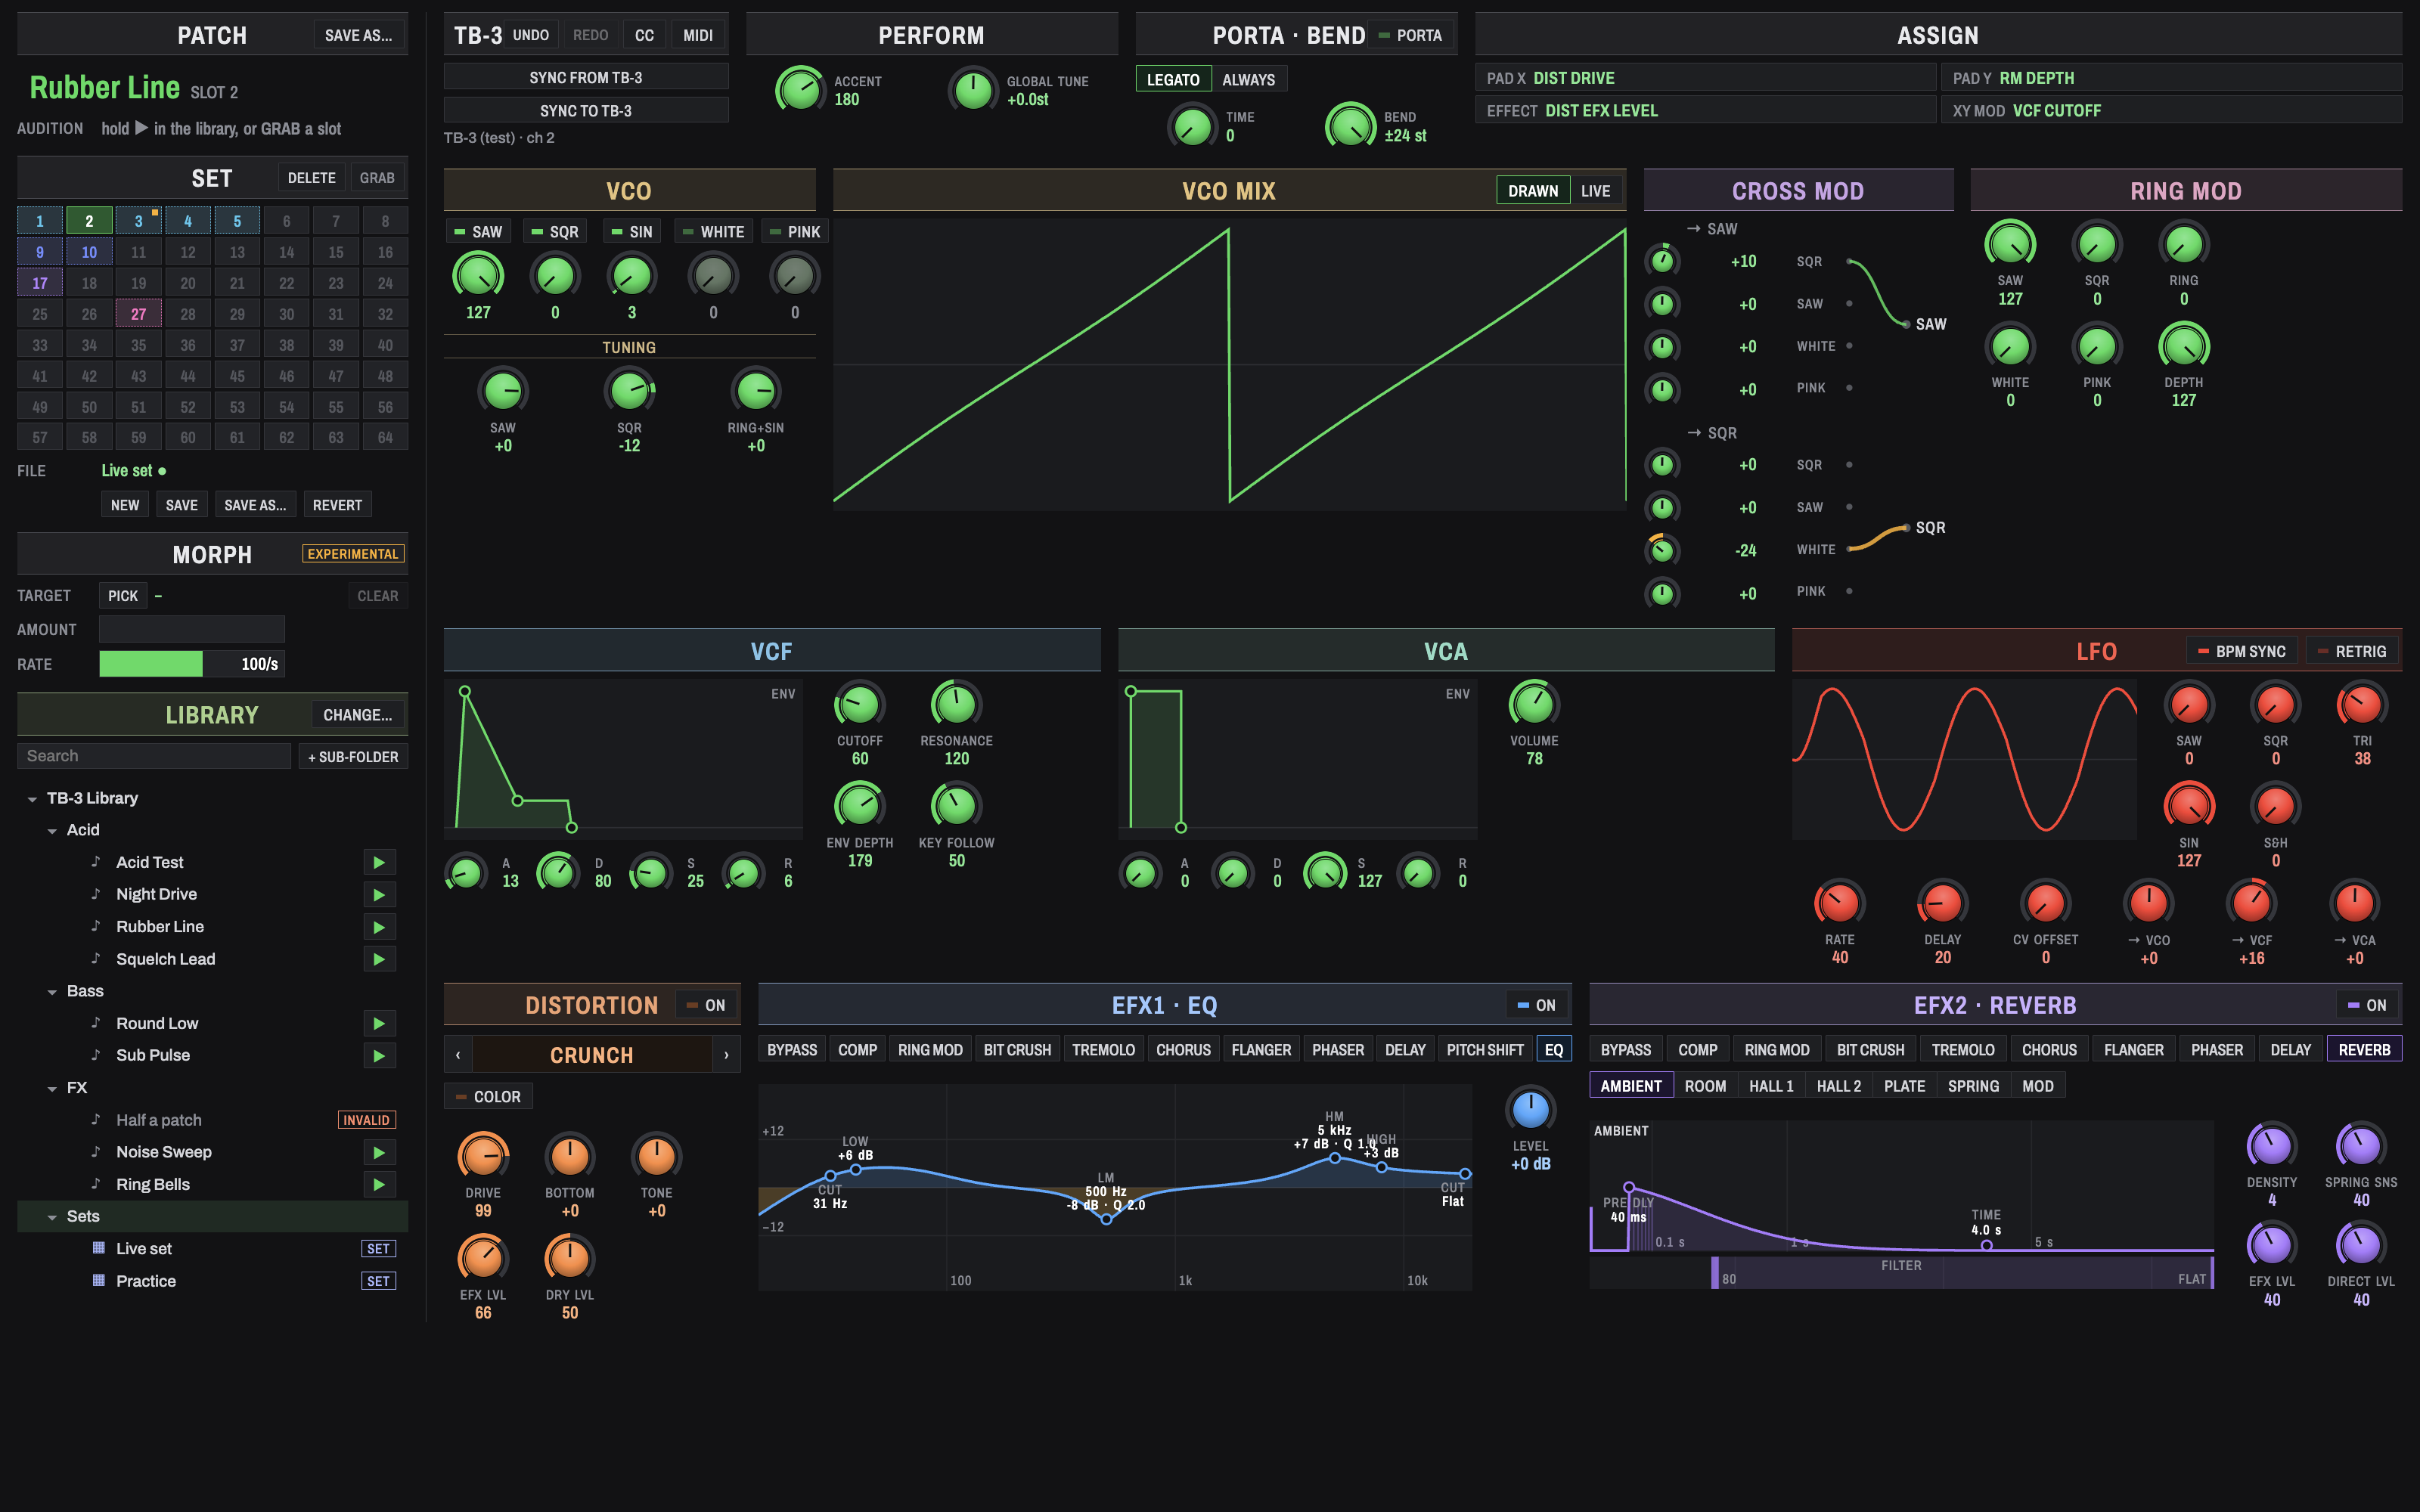 PATCH SAVE AS...
Rubber Line SLOT 2
AUDITION hold ▶ in the library, or GRAB a slot
SET DELETE GRAB
1 2 3 4 5 6 7 8
9 10 11 12 13 14 15 16
17 18 19 20 21 22 23 24
25 26 27 28 29 30 31 32
33 34 35 36 37 38 39 40
41 42 43 44 45 46 47 48
49 50 51 52 53 54 55 56
57 58 59 60 61 62 63 64
FILE Live set ●
NEW SAVE SAVE AS... REVERT
MORPH EXPERIMENTAL
TARGET PICK – CLEAR
AMOUNT
RATE 100/s
LIBRARY CHANGE...
Search + SUB-FOLDER
TB-3 Library
Acid
Acid Test
Night Drive
Rubber Line
Squelch Lead
Bass
Round Low
Sub Pulse
FX
Half a patch INVALID
Noise Sweep
Ring Bells
Sets
Live set SET
Practice SET
TB-3 UNDO REDO CC MIDI
SYNC FROM TB-3
SYNC TO TB-3
TB-3 (test) · ch 2
PERFORM
ACCENT
180
GLOBAL TUNE
+0.0st
PORTA · BEND PORTA
LEGATO ALWAYS
TIME
0
BEND
±24 st
ASSIGN
PAD X DIST DRIVE
PAD Y RM DEPTH
EFFECT DIST EFX LEVEL
XY MOD VCF CUTOFF
VCO
SAW SQR SIN WHITE PINK
127 0 3 0 0
TUNING
SAW SQR RING+SIN
+0 -12 +0
VCO MIX DRAWN LIVE
CROSS MOD
→ SAW
+10 SQR
+0 SAW
SAW
+0 WHITE
+0 PINK
→ SQR
+0 SQR
+0 SAW
SQR
-24 WHITE
+0 PINK
RING MOD
SAW SQR RING
127 0 0
WHITE PINK DEPTH
0 0 127
VCF
ENV
CUTOFF RESONANCE
60 120
ENV DEPTH KEY FOLLOW
179 50
A D S R
13 80 25 6
VCA
ENV
VOLUME
78
A D S R
0 0 127 0
LFO BPM SYNC RETRIG
SAW SQR TRI
0 0 38
SIN S&H
127 0
RATE DELAY CV OFFSET → VCO → VCF → VCA
40 20 0 +0 +16 +0
DISTORTION ON
‹ CRUNCH ›
COLOR
DRIVE BOTTOM TONE
99 +0 +0
EFX LVL DRY LVL
66 50
EFX1 · EQ ON
BYPASS COMP RING MOD BIT CRUSH TREMOLO CHORUS FLANGER PHASER DELAY PITCH SHIFT EQ
+12
-12
LOW
+6 dB
CUT
31 Hz
LM
500 Hz
-8 dB · Q 2.0
HM
5 kHz
+7 dB · Q 1.0
HIGH
+3 dB
CUT
Flat
100 1k 10k
LEVEL
+0 dB
EFX2 · REVERB ON
BYPASS COMP RING MOD BIT CRUSH TREMOLO CHORUS FLANGER PHASER DELAY REVERB
AMBIENT ROOM HALL 1 HALL 2 PLATE SPRING MOD
AMBIENT
PRE DLY
40 ms
TIME
4.0 s
0.1 s 1 s 5 s
FILTER
80 FLAT
DENSITY SPRING SNS
4 40
EFX LVL DIRECT LVL
40 40